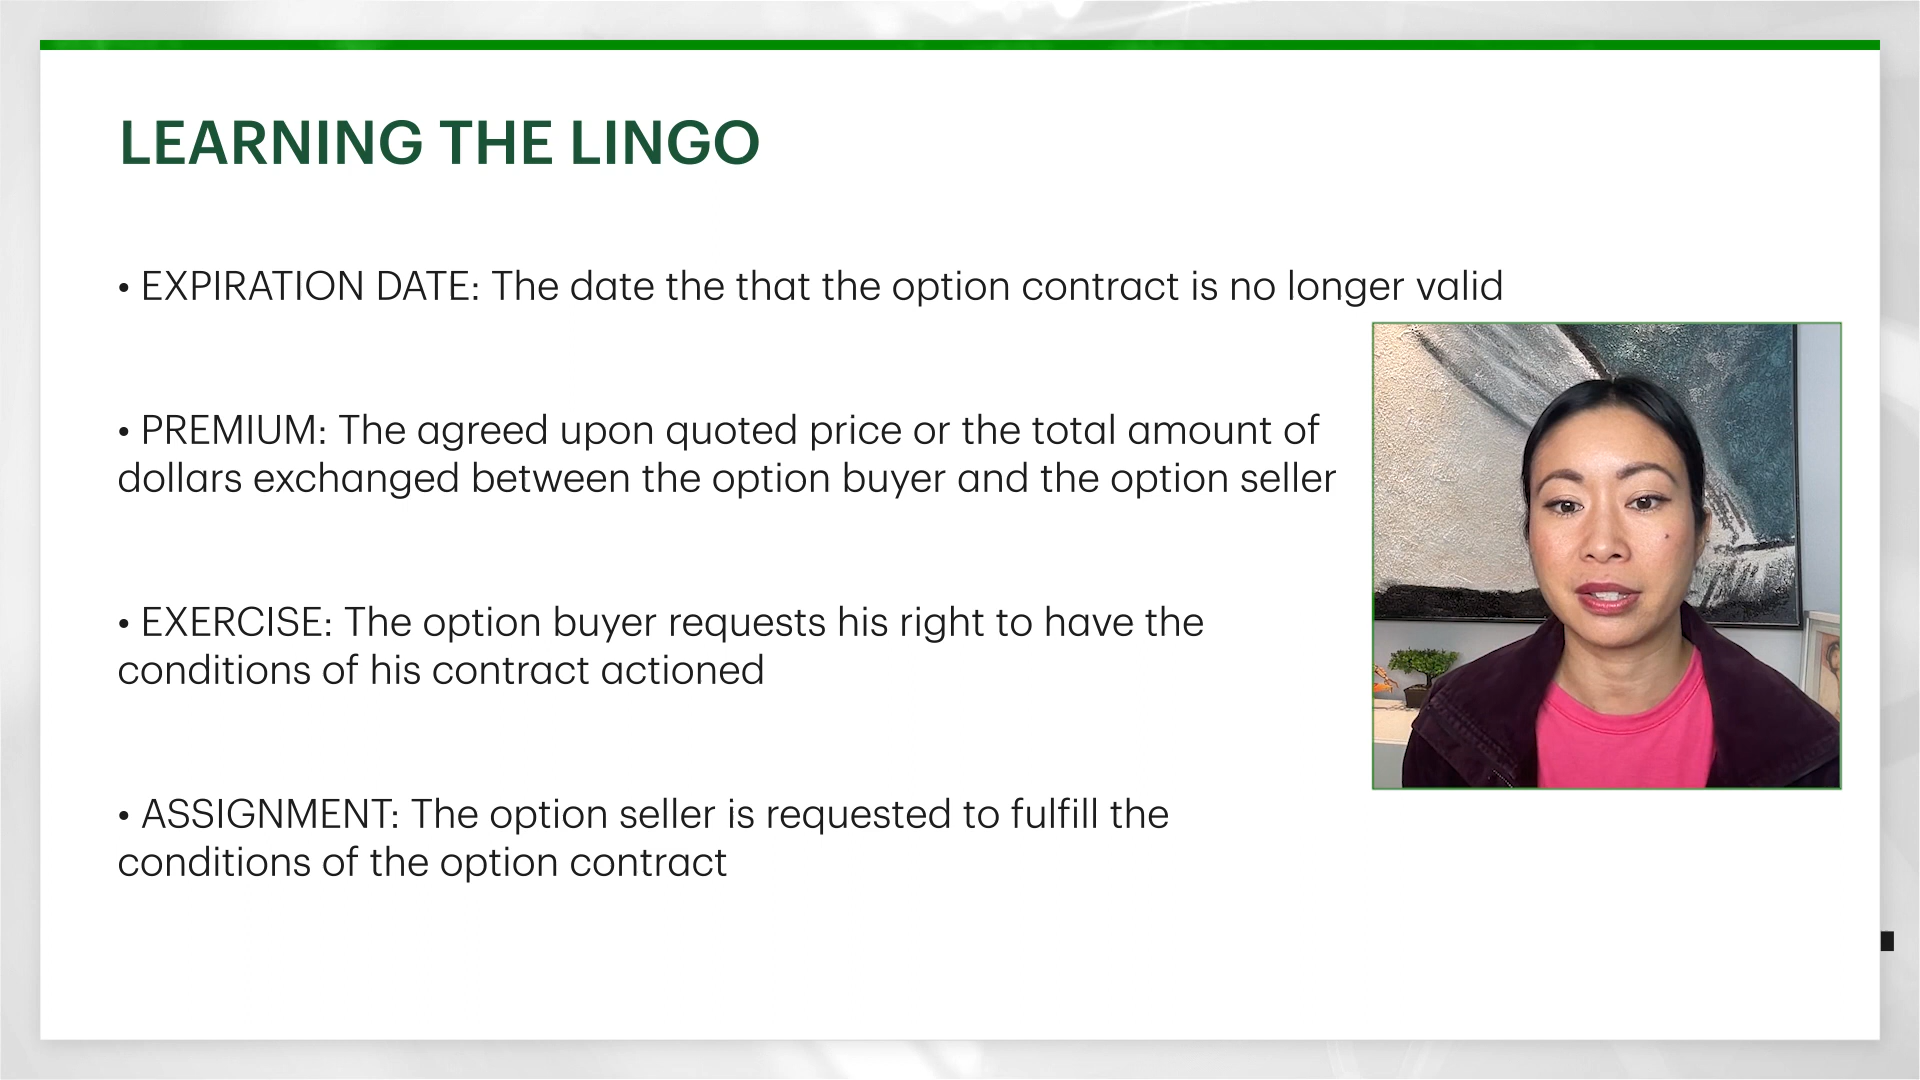 LEARNING THE LINGO
• EXPIRATION DATE: The date the that the option contract is no longer valid
• PREMIUM: The agreed upon quoted price or the total amount of
dollars exchanged between the option buyer and the option seller
• EXERCISE: The option buyer requests his right to have the
conditions of his contract actioned
• ASSIGNMENT: The option seller is requested to fulfill the
conditions of the option contract